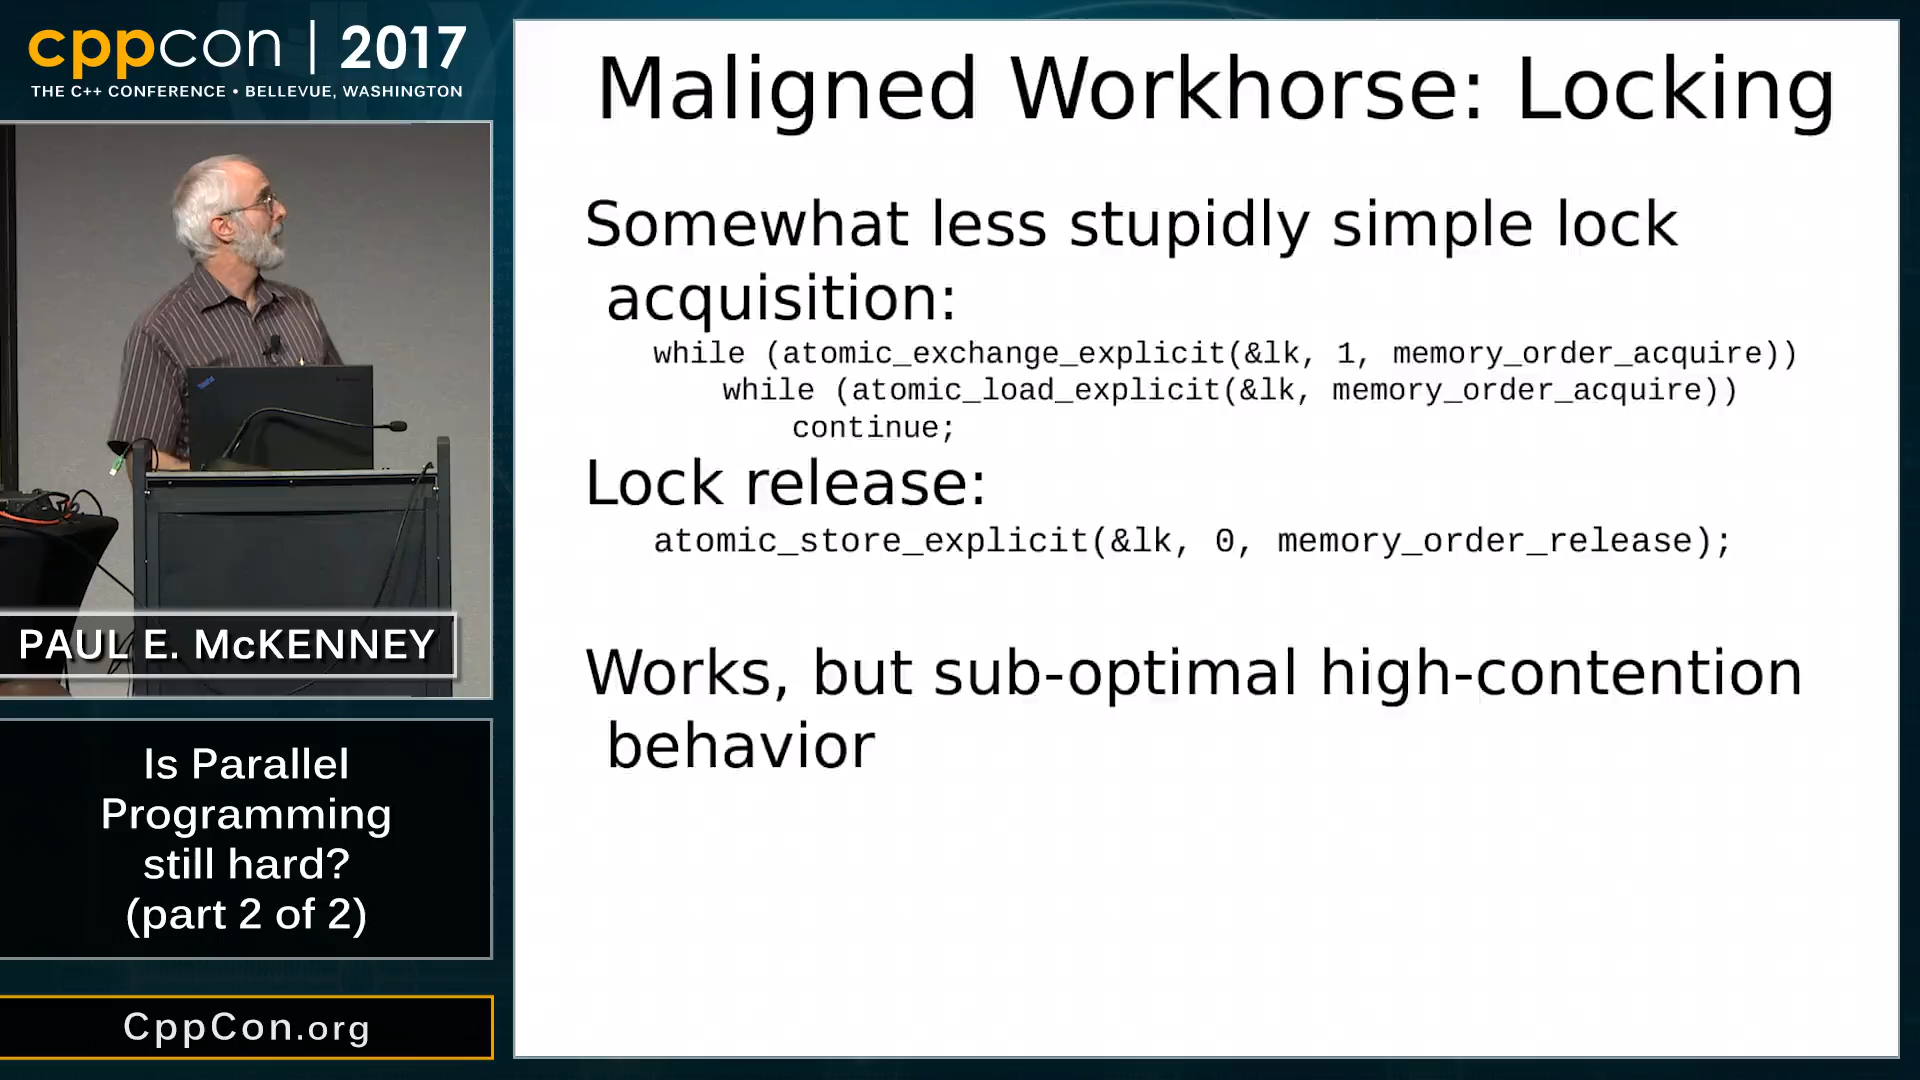 cppcon | 2017
THE C++ CONFERENCE • BELLEVUE, WASHINGTON
Maligned Workhorse: Locking
Somewhat less stupidly simple lock
acquisition:
while (atomic_exchange_explicit(&lk, 1, memory_order_acquire))
while (atomic_load_explicit(&lk, memory_order_acquire))
continue;
Lock release:
atomic_store_explicit(&lk, 0, memory_order_release);
Works, but sub-optimal high-contention
behavior
ThinkPad
PAUL E. McKENNEY
Is Parallel
Programming
still hard?
(part 2 of 2)
CppCon.org